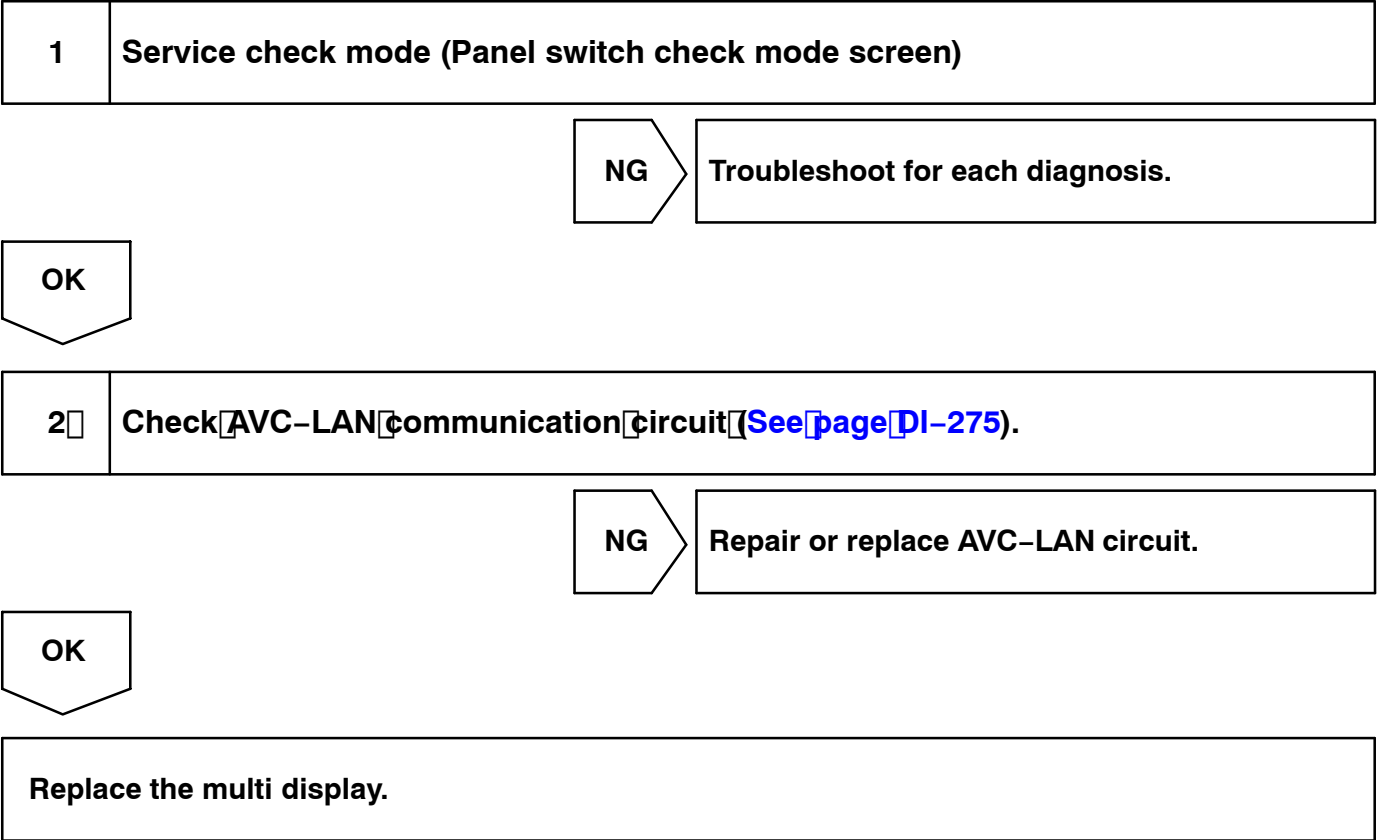 1 Service check mode (Panel switch check mode screen)
NG Troubleshoot for each diagnosis.
OK
2 Check AVC–LAN communication circuit (See page DI–275).
NG Repair or replace AVC–LAN circuit.
OK
Replace the multi display.